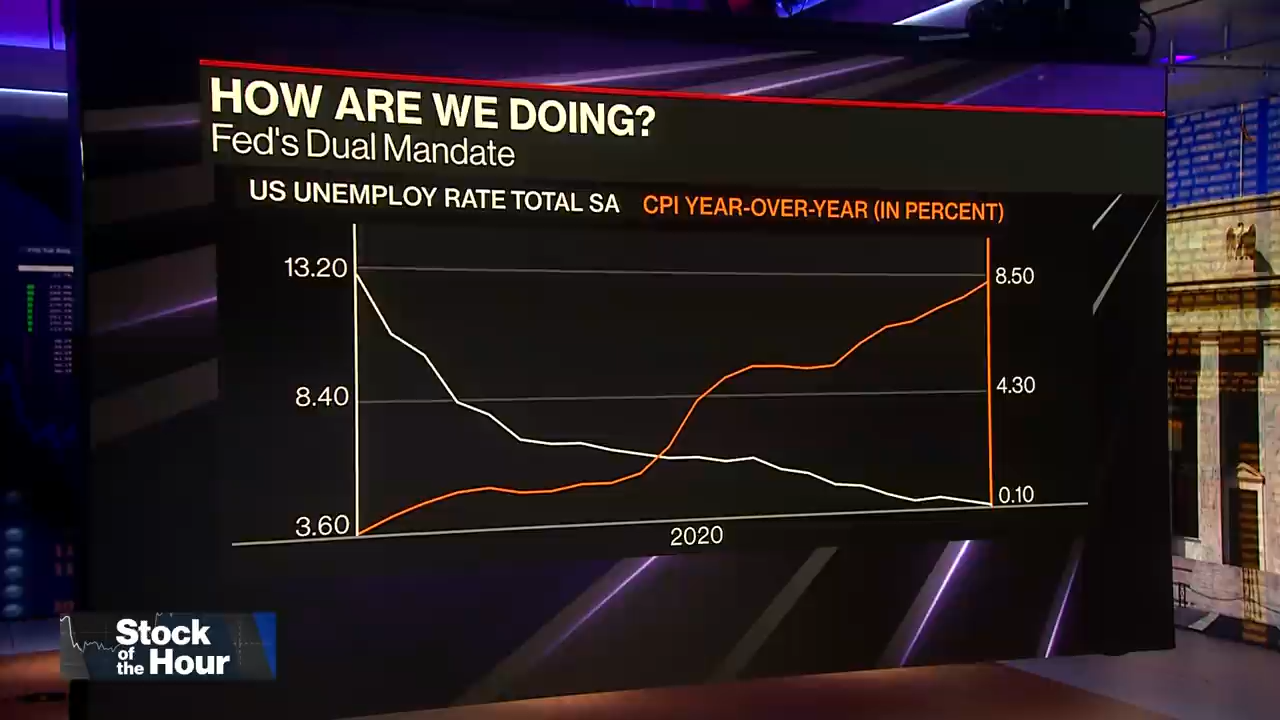 HOW ARE WE DOING?
Fed's Dual Mandate
US UNEMPLOY RATE TOTAL SA CPI YEAR-OVER-YEAR (IN PERCENT)
13.20
8.50
8.40
4.30
3.60
0.10
2020
Stock
of
the Hour